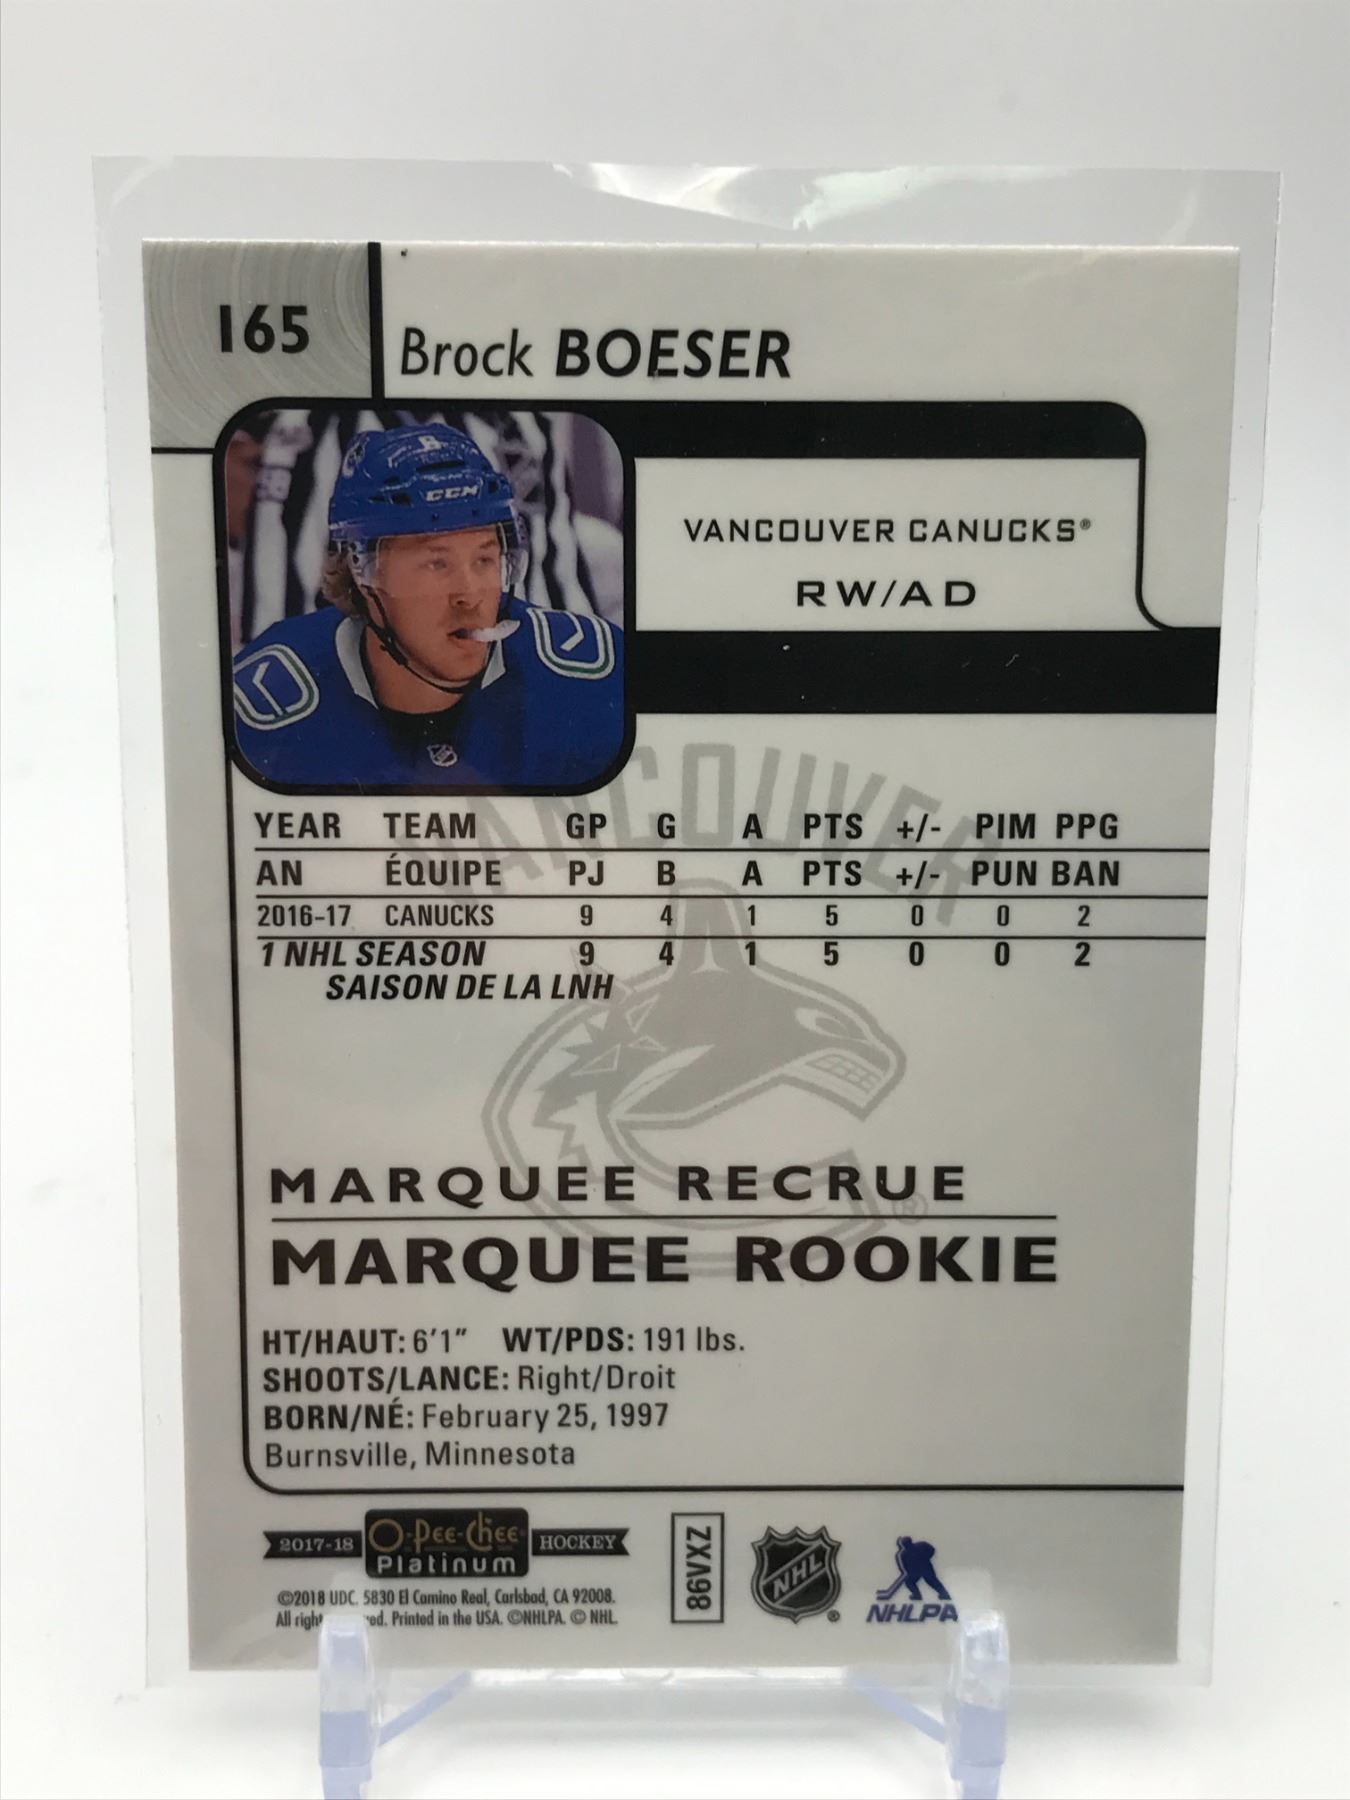 165
Brock BOESER
VANCOUVER CANUCKS®
RW/AD
8
CCM
VANCOUVER
YEAR TEAM GP G A PTS +/- PIM PPG
AN ÉQUIPE PJ B A PTS +/- PUN BAN
2016-17 CANUCKS 9 4 1 5 0 0 2
1 NHL SEASON 9 4 1 5 0 0 2
SAISON DE LA LNH
MARQUEE RECRUE
®
MARQUEE ROOKIE
HT/HAUT: 6'1" WT/PDS: 191 lbs.
SHOOTS/LANCE: Right/Droit
BORN/NÉ: February 25, 1997
Burnsville, Minnesota
2017-18 O-Pee-Chee HOCKEY
Platinum
©2018 UDC. 5830 El Camino Real, Carlsbad, CA 92008.
All Printed in the USA. ©NHLPA. © NHL.
86VXZ
NHL ®
NHLPA